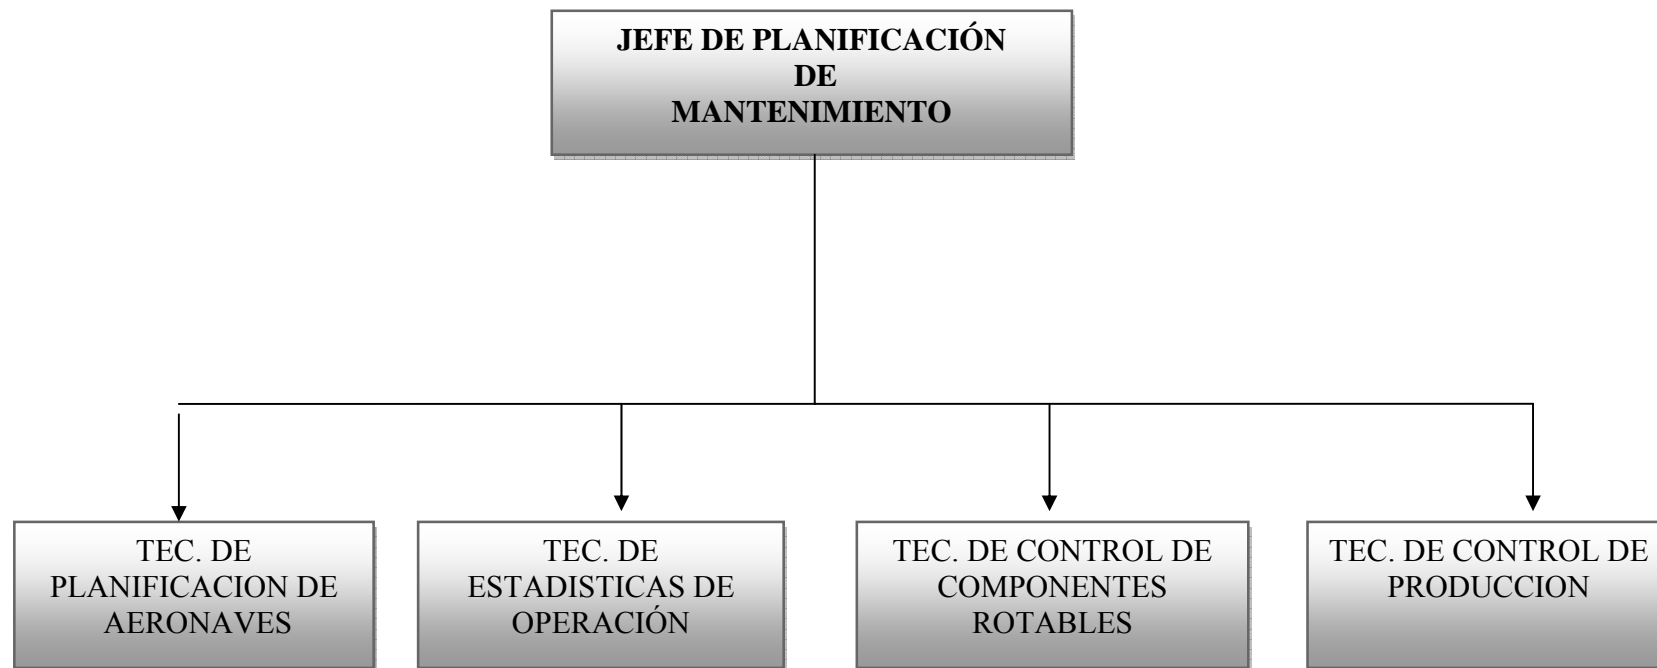 JEFE DE PLANIFICACIÓN
DE
MANTENIMIENTO
TEC. DE
PLANIFICACION DE
AERONAVES
TEC. DE
ESTADISTICAS DE
OPERACIÓN
TEC. DE CONTROL DE
COMPONENTES
ROTABLES
TEC. DE CONTROL DE
PRODUCCION